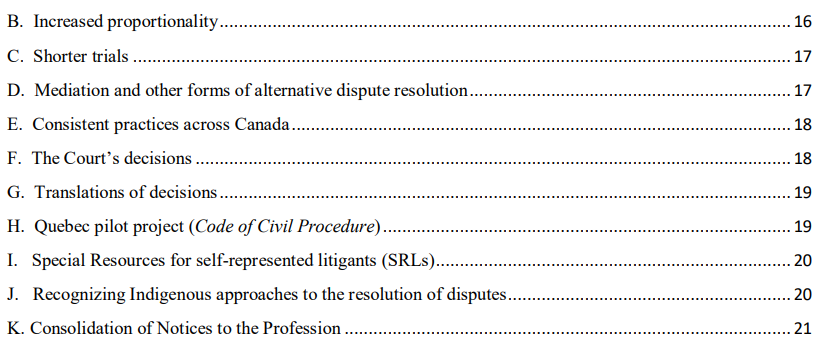 B. Increased proportionality.......................................................................................................................... 16
C. Shorter trials ............................................................................................................................................ 17
D. Mediation and other forms of alternative dispute resolution.................................................................... 17
E. Consistent practices across Canada.......................................................................................................... 18
F. The Court's decisions ............................................................................................................................... 18
G. Translations of decisions.......................................................................................................................... 19
H. Quebec pilot project (Code of Civil Procedure)....................................................................................... 19
I. Special Resources for self-represented litigants (SRLs)............................................................................ 20
J. Recognizing Indigenous approaches to the resolution of disputes............................................................ 20
K. Consolidation of Notices to the Profession ............................................................................................... 21